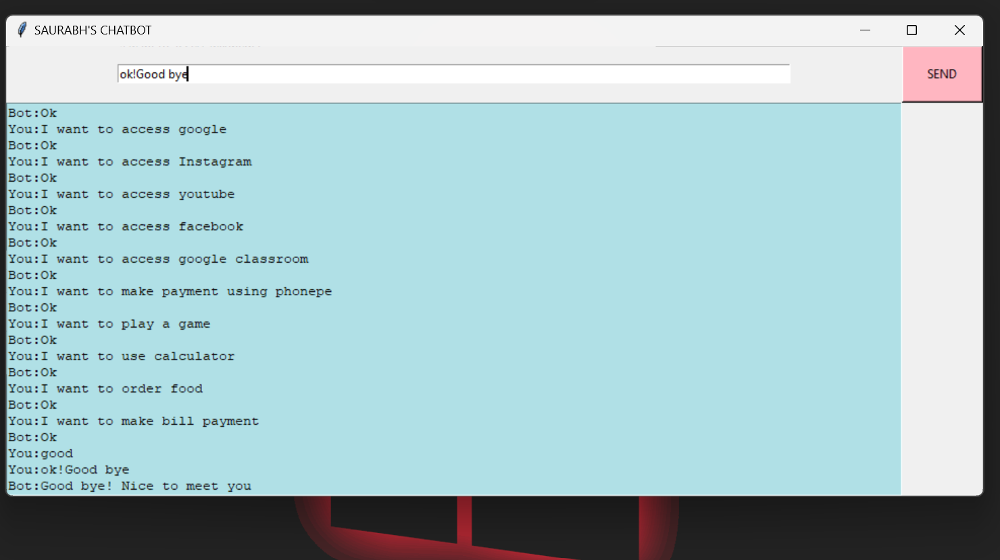 SAURABH'S CHATBOT
ok!Good bye
SEND
Bot:Ok
You:I want to access google
Bot:Ok
You:I want to access Instagram
Bot:Ok
You:I want to access youtube
Bot:Ok
You:I want to access facebook
Bot:Ok
You:I want to access google classroom
Bot:Ok
You:I want to make payment using phonepe
Bot:Ok
You:I want to play a game
Bot:Ok
You:I want to use calculator
Bot:Ok
You:I want to order food
Bot:Ok
You:I want to make bill payment
Bot:Ok
You:good
You:ok!Good bye
Bot:Good bye! Nice to meet you